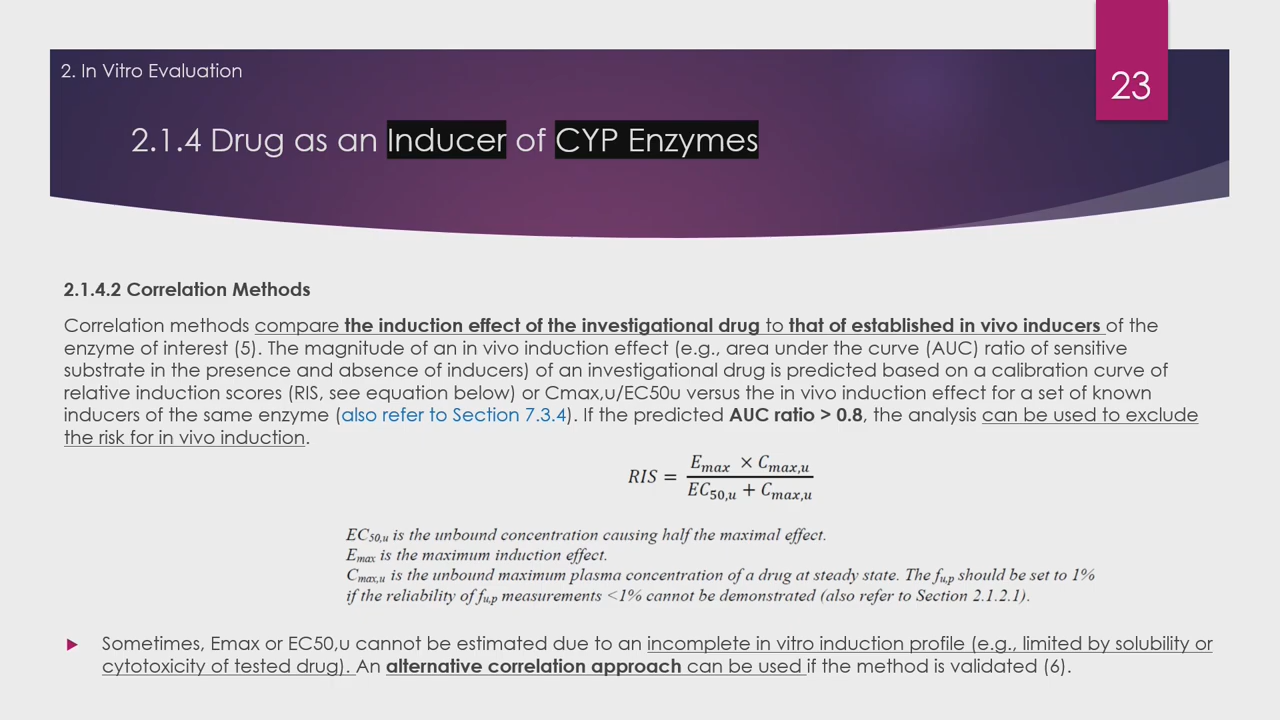 2. In Vitro Evaluation
23
2.1.4 Drug as an Inducer of CYP Enzymes
2.1.4.2 Correlation Methods
Correlation methods compare the induction effect of the investigational drug to that of established in vivo inducers of the
enzyme of interest (5). The magnitude of an in vivo induction effect (e.g., area under the curve (AUC) ratio of sensitive
substrate in the presence and absence of inducers) of an investigational drug is predicted based on a calibration curve of
relative induction scores (RIS, see equation below) or Cmax,u/EC50u versus the in vivo induction effect for a set of known
inducers of the same enzyme (also refer to Section 7.3.4). If the predicted AUC ratio > 0.8, the analysis can be used to exclude
the risk for in vivo induction.
RIS = (Emax × Cmax,u) / (EC50,u + Cmax,u)
EC50,u is the unbound concentration causing half the maximal effect.
Emax is the maximum induction effect.
Cmax,u is the unbound maximum plasma concentration of a drug at steady state. The fu,p should be set to 1%
if the reliability of fu,p measurements <1% cannot be demonstrated (also refer to Section 2.1.2.1).
Sometimes, Emax or EC50,u cannot be estimated due to an incomplete in vitro induction profile (e.g., limited by solubility or
cytotoxicity of tested drug). An alternative correlation approach can be used if the method is validated (6).